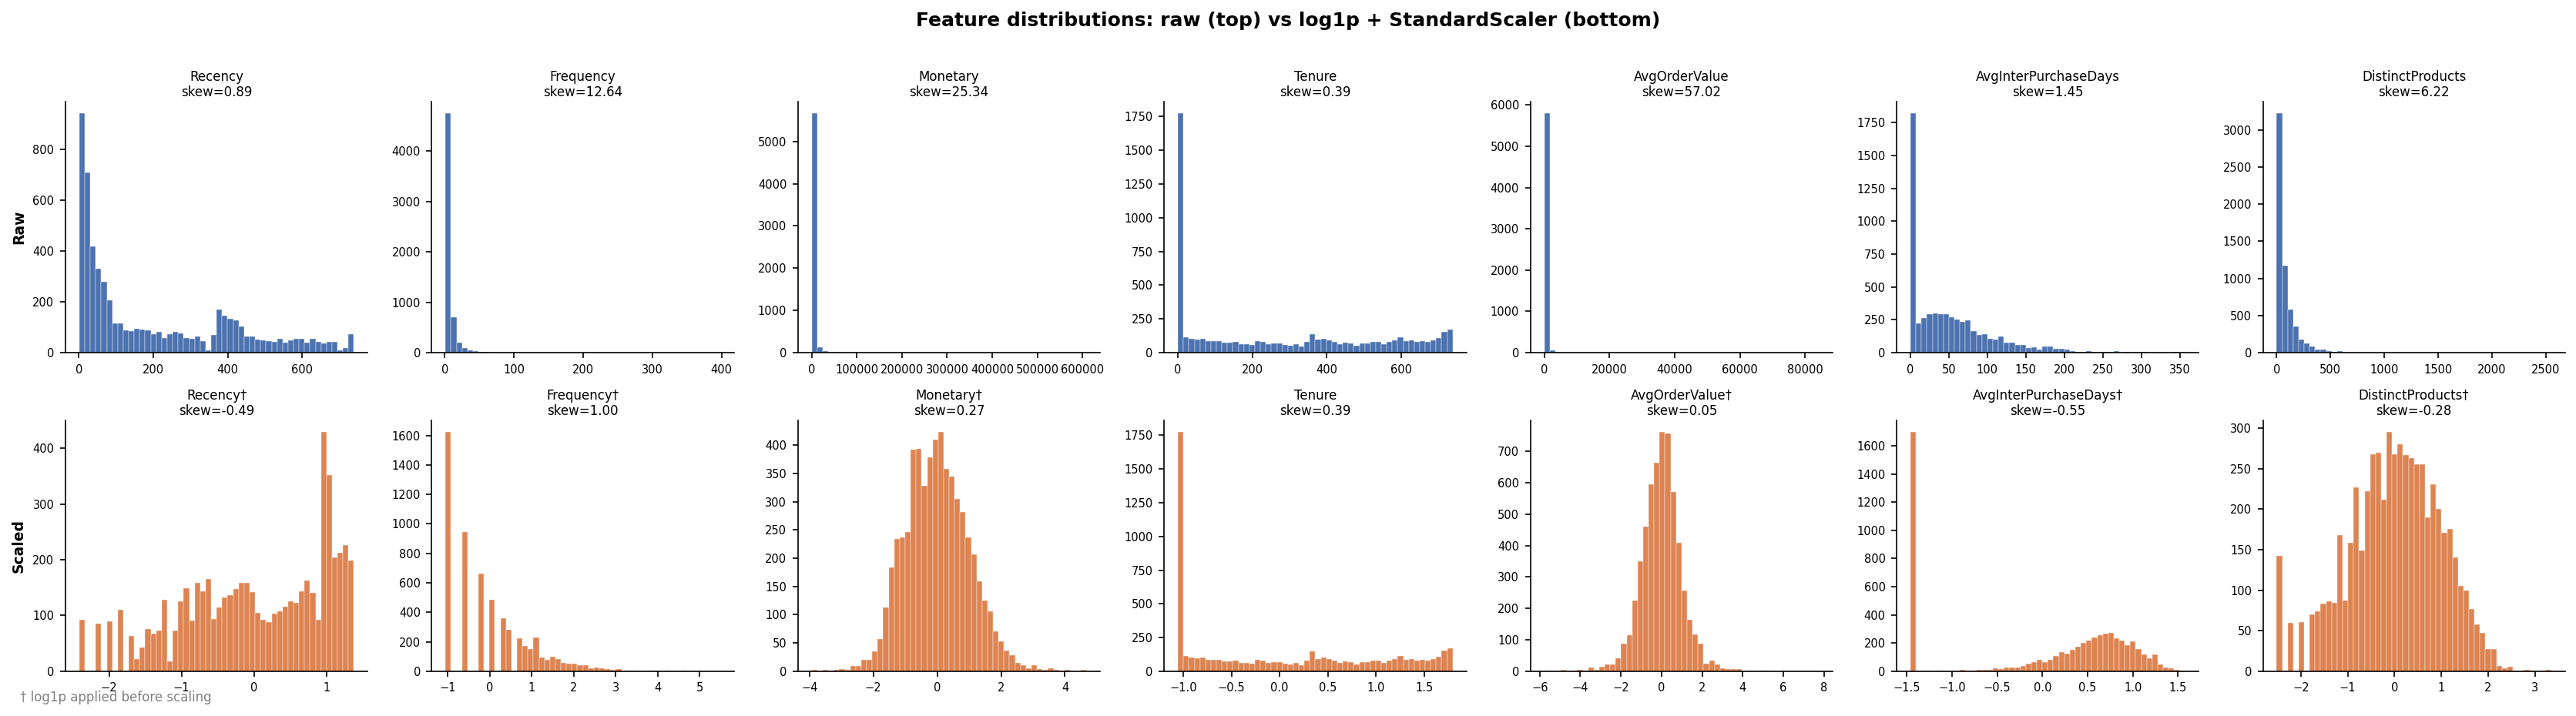 Feature distributions: raw (top) vs log1p + StandardScaler (bottom)
Recency
skew=0.89
Frequency
skew=12.64
Monetary
skew=25.34
Tenure
skew=0.39
AvgOrderValue
skew=57.02
AvgInterPurchaseDays
skew=1.45
DistinctProducts
skew=6.22
Raw
800
600
400
200
0
0 200 400 600
4000
3000
2000
1000
0
0 100 200 300 400
5000
4000
3000
2000
1000
0
0 100000 200000 300000 400000 500000 600000
1750
1500
1250
1000
750
500
250
0
0 200 400 600
6000
5000
4000
3000
2000
1000
0
0 20000 40000 60000 80000
1750
1500
1250
1000
750
500
250
0
0 50 100 150 200 250 300 350
3000
2500
2000
1500
1000
500
0
0 500 1000 1500 2000 2500
Recency†
skew=-0.49
Frequency†
skew=1.00
Monetary†
skew=0.27
Tenure
skew=0.39
AvgOrderValue†
skew=0.05
AvgInterPurchaseDays†
skew=-0.55
DistinctProducts†
skew=-0.28
Scaled
400
300
200
100
0
−2 −1 0 1
1600
1400
1200
1000
800
600
400
200
0
−1 0 1 2 3 4 5
400
350
300
250
200
150
100
50
0
−4 −2 0 2 4
1750
1500
1250
1000
750
500
250
0
−1.0 −0.5 0.0 0.5 1.0 1.5
700
600
500
400
300
200
100
0
−6 −4 −2 0 2 4 6 8
1600
1400
1200
1000
800
600
400
200
0
−1.5 −1.0 −0.5 0.0 0.5 1.0 1.5
300
250
200
150
100
50
0
−2 −1 0 1 2 3
† log1p applied before scaling